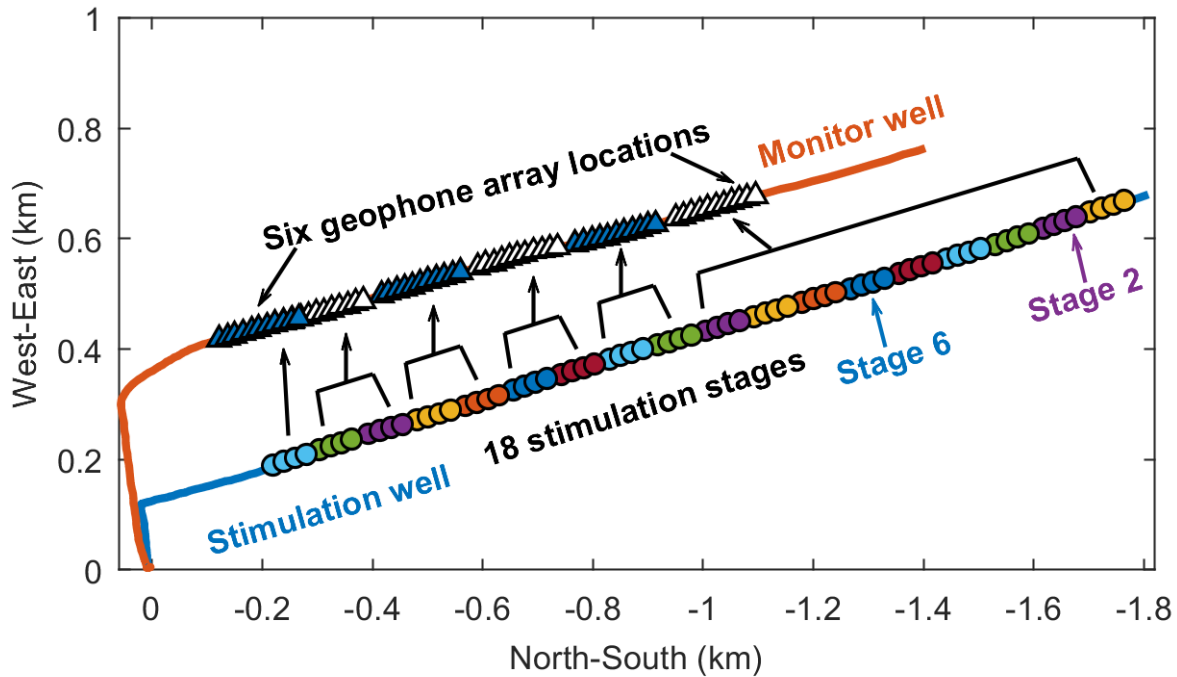 1
0.8
0.6
0.4
0.2
0
West-East (km)
Six geophone array locations
Monitor well
Stage 2
Stage 6
18 stimulation stages
Stimulation well
0 -0.2 -0.4 -0.6 -0.8 -1 -1.2 -1.4 -1.6 -1.8
North-South (km)